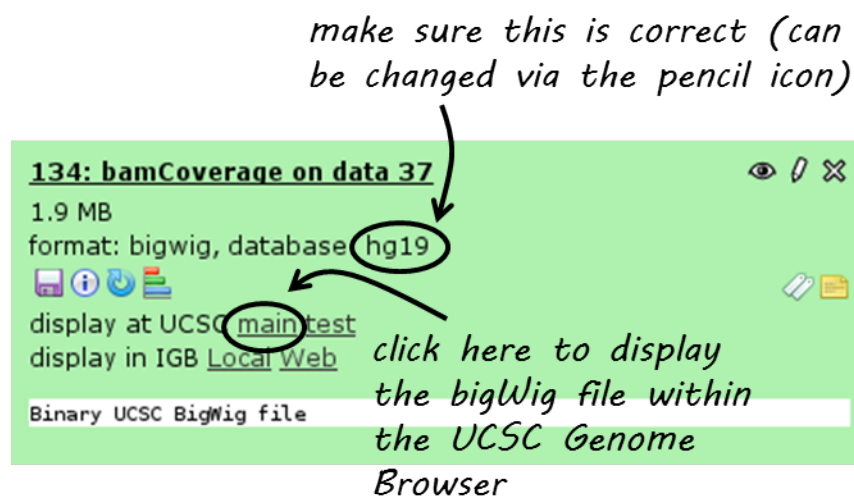 make sure this is correct (can
be changed via the pencil icon)
134: bamCoverage on data 37
1.9 MB
format: bigwig, database hg19
display at UCSC main test
display in IGB Local Web
Binary UCSC BigWig file
click here to display
the bigWig file within
the UCSC Genome
Browser